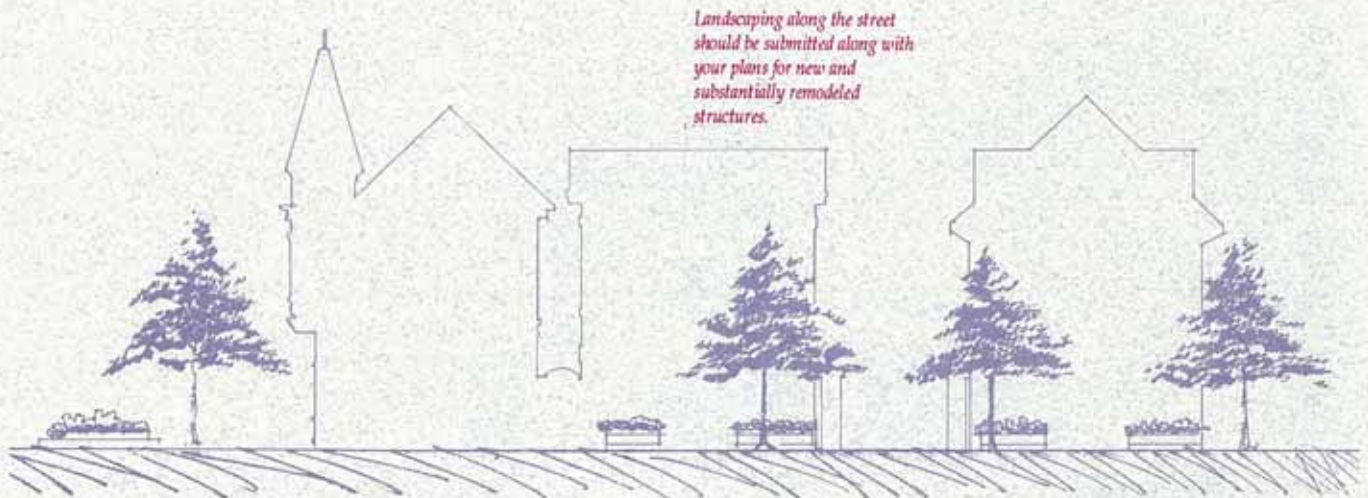 Landscaping along the street
should be submitted along with
your plans for new and
substantially remodeled
structures.